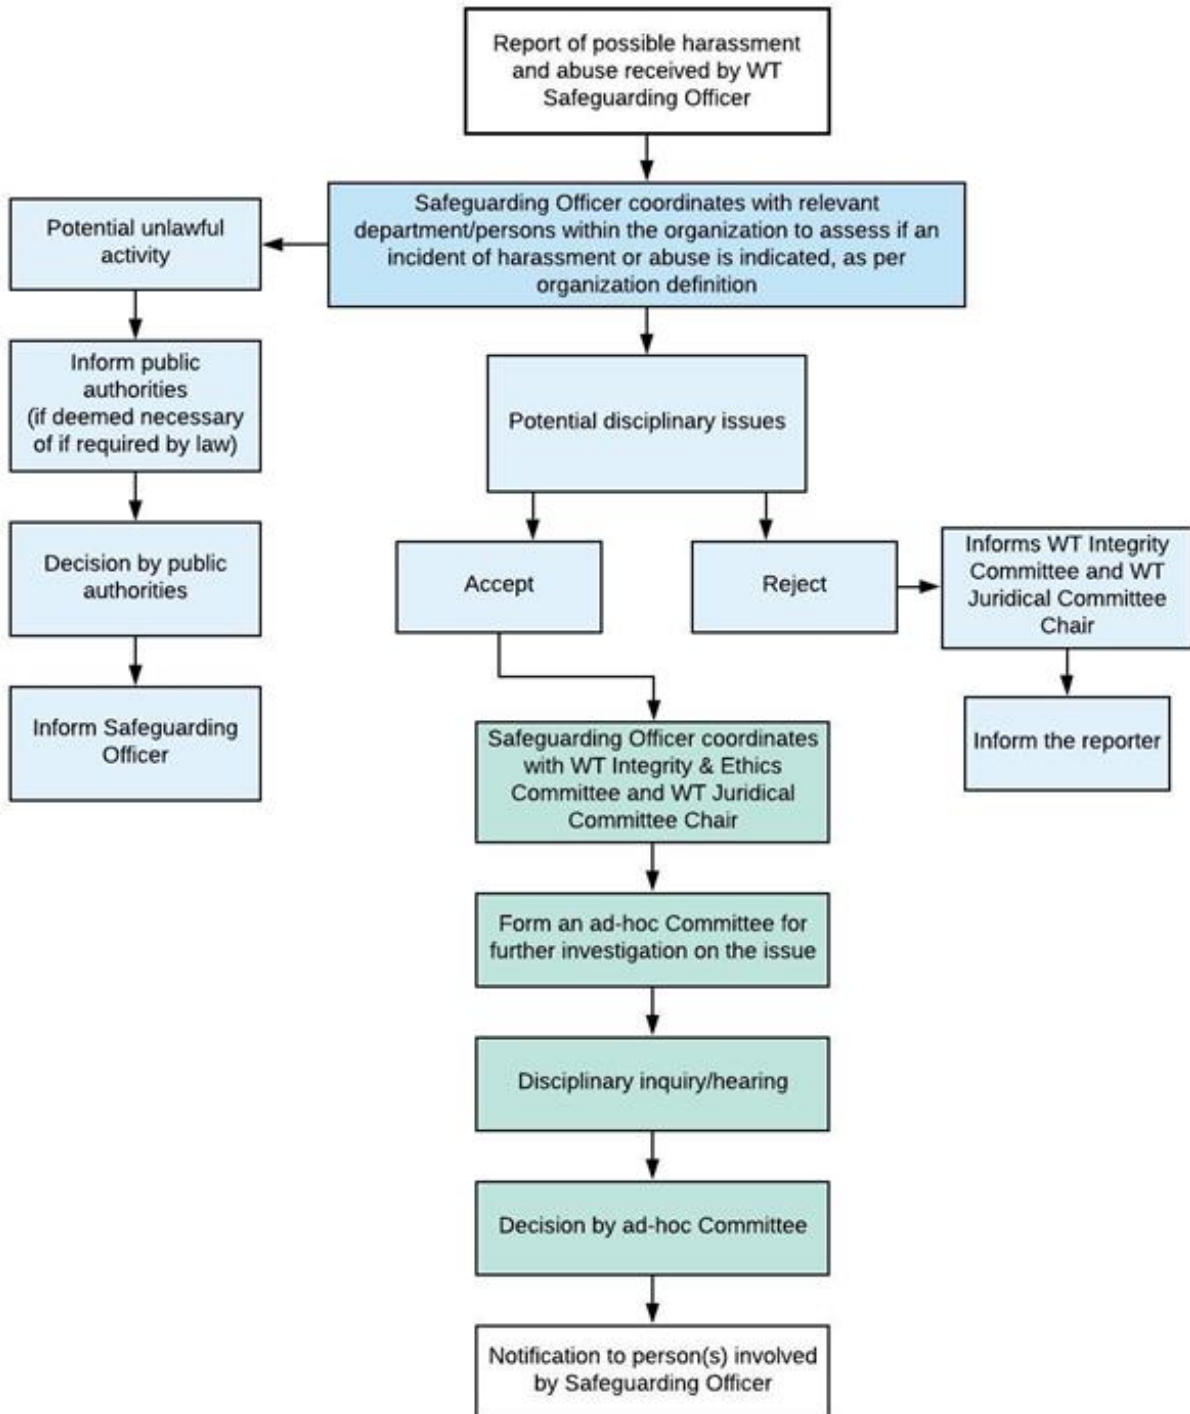 Report of possible harassment
and abuse received by WT
Safeguarding Officer
Safeguarding Officer coordinates with relevant
department/persons within the organization to assess if an
incident of harassment or abuse is indicated, as per
organization definition
Potential unlawful
activity
Inform public
authorities
(if deemed necessary
of if required by law)
Decision by public
authorities
Inform Safeguarding
Officer
Potential disciplinary issues
Accept
Reject
Informs WT Integrity
Committee and WT
Juridical Committee
Chair
Inform the reporter
Safeguarding Officer coordinates
with WT Integrity & Ethics
Committee and WT Juridical
Committee Chair
Form an ad-hoc Committee for
further investigation on the issue
Disciplinary inquiry/hearing
Decision by ad-hoc Committee
Notification to person(s) involved
by Safeguarding Officer